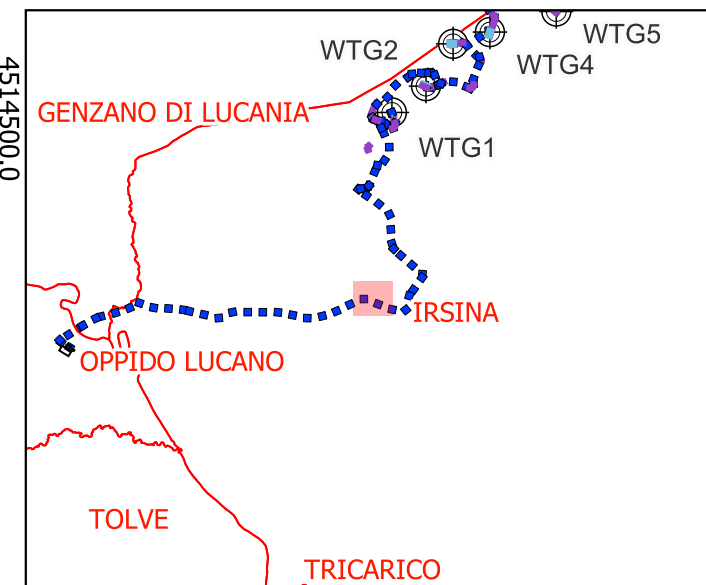 WTG5
WTG2
WTG4
4514500.0
GENZANO DI LUCANIA
WTG1
IRSINA
OPPIDO LUCANO
TOLVE
TRICARICO